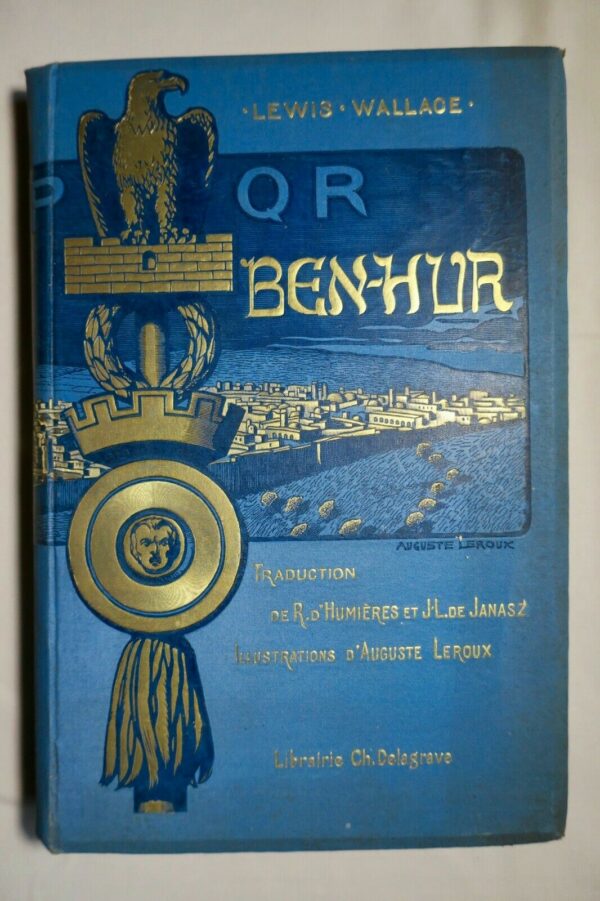 ·LEWIS·WALLACE·
P QR
BEN-HUR
AUGUSTE LEROUX
TRADUCTION
DE R. D'HUMIÈRES ET J.-L. DE JANASZ
ILLUSTRATIONS D'AUGUSTE LEROUX
Librairie Ch. Delagrave